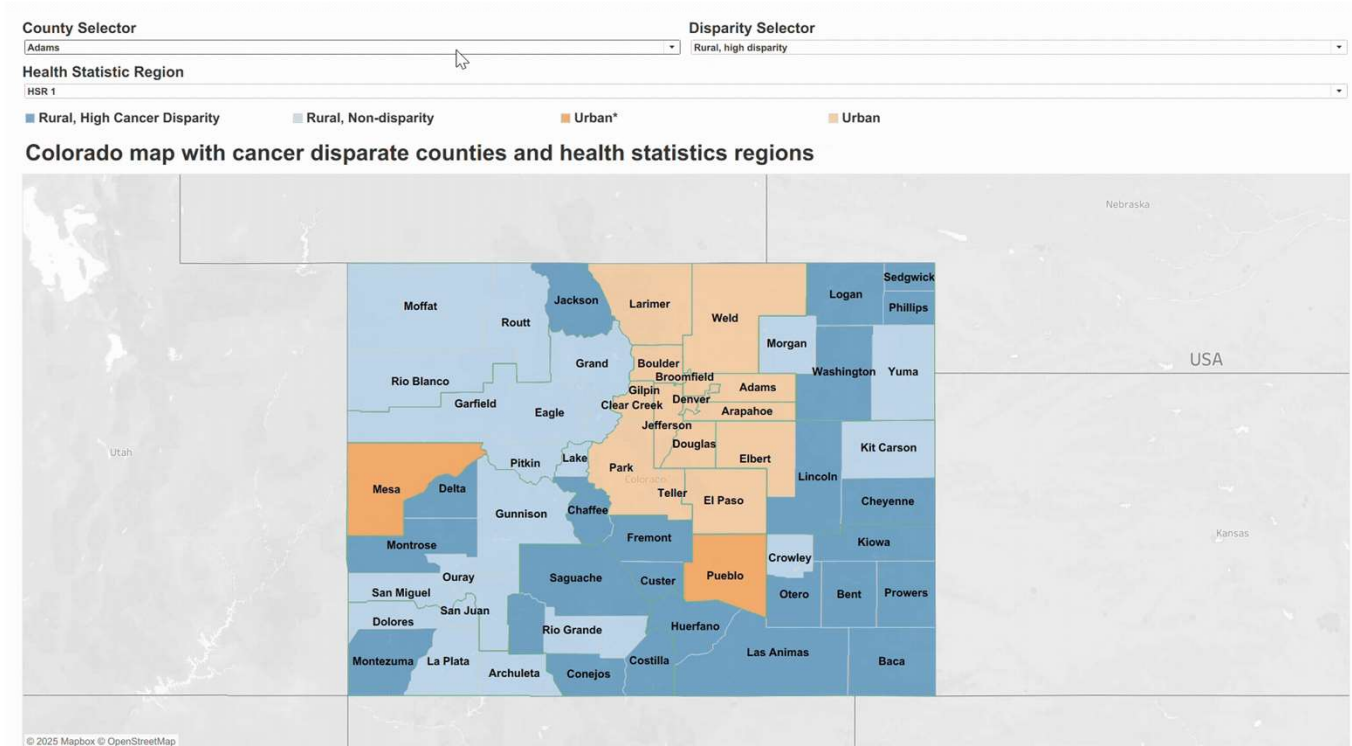 County Selector
Disparity Selector
Adams
Rural, high disparity
Health Statistic Region
HSR 1
Rural, High Cancer Disparity
Rural, Non-disparity
Urban*
Urban
Colorado map with cancer disparate counties and health statistics regions
Nebraska
Sedgwick
Logan
Jackson
Larimer
Moffat
Phillips
Weld
Routt
Morgan
USA
Grand
Boulder
Washington
Yuma
Broomfield
Rio Blanco
Adams
Gilpin
Denver
Garfield
Clear Creek
Eagle
Arapahoe
Jefferson
Douglas
Kit Carson
Utah
Lake
Elbert
Pitkin
Park
Lincoln
Colorado
Mesa
Delta
Teller
El Paso
Cheyenne
Chaffee
Gunnison
Kansas
Fremont
Kiowa
Montrose
Crowley
Ouray
Saguache
Custer
Pueblo
San Miguel
Otero
Bent
Prowers
San Juan
Dolores
Rio Grande
Huerfano
Las Animas
Montezuma
La Plata
Costilla
Baca
Archuleta
Conejos
© 2025 Mapbox © OpenStreetMap